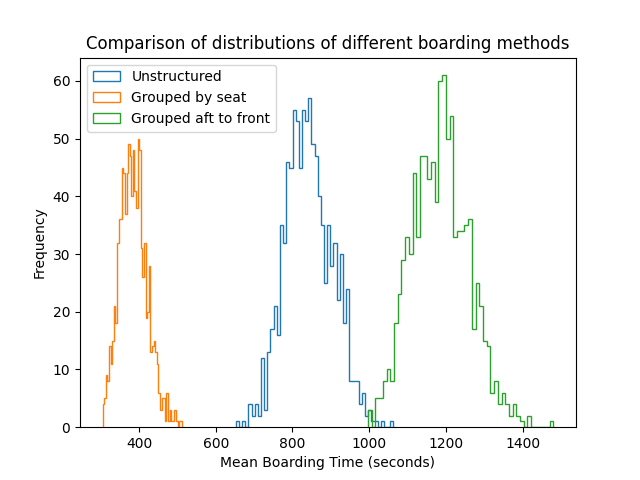 Comparison of distributions of different boarding methods
Unstructured
Grouped by seat
Grouped aft to front
60
50
40
30
20
10
0
Frequency
400 600 800 1000 1200 1400
Mean Boarding Time (seconds)